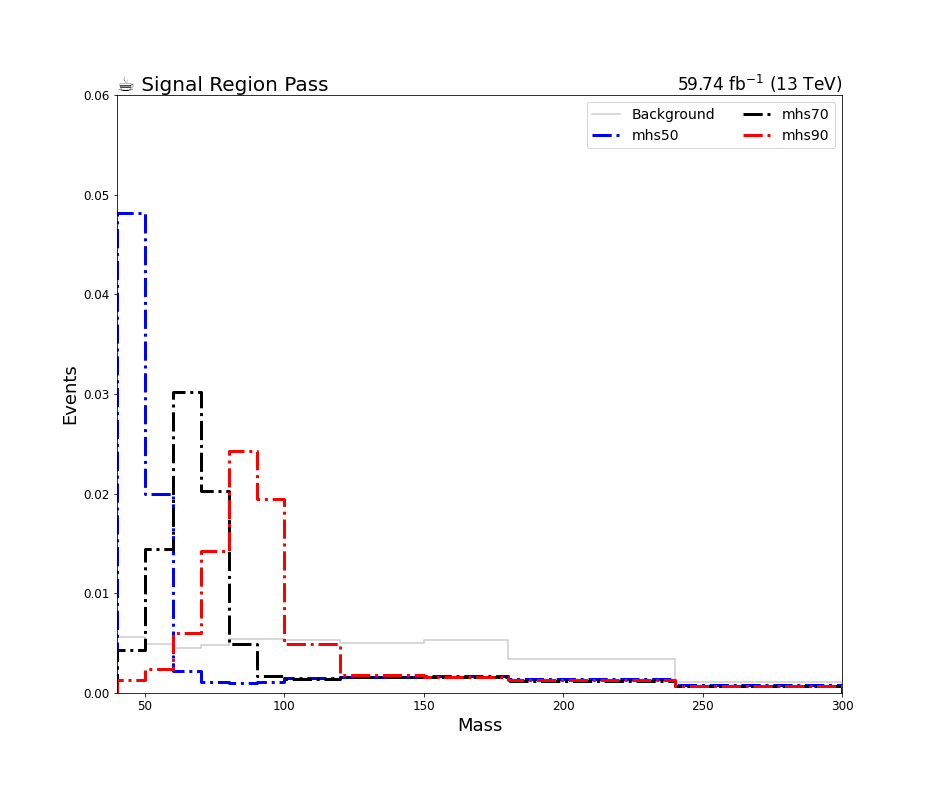 ☕ Signal Region Pass
59.74 fb⁻¹ (13 TeV)
Background
mhs50
mhs70
mhs90
0.06
0.05
0.04
0.03
0.02
0.01
0.00
Events
50 100 150 200 250 300
Mass